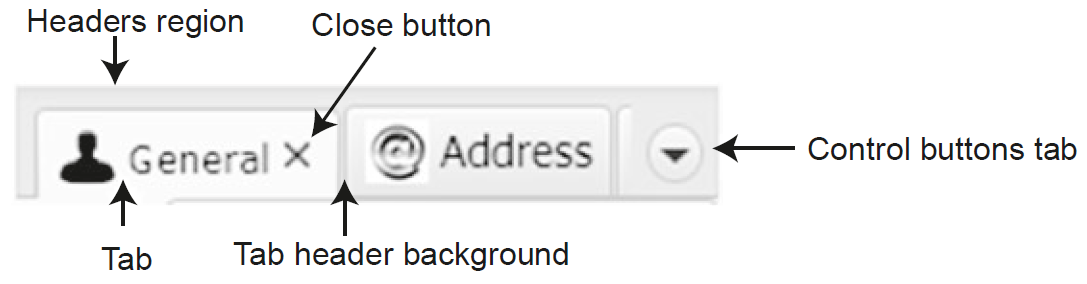 Headers region
Close button
General ×
@ Address
Control buttons tab
Tab
Tab header background